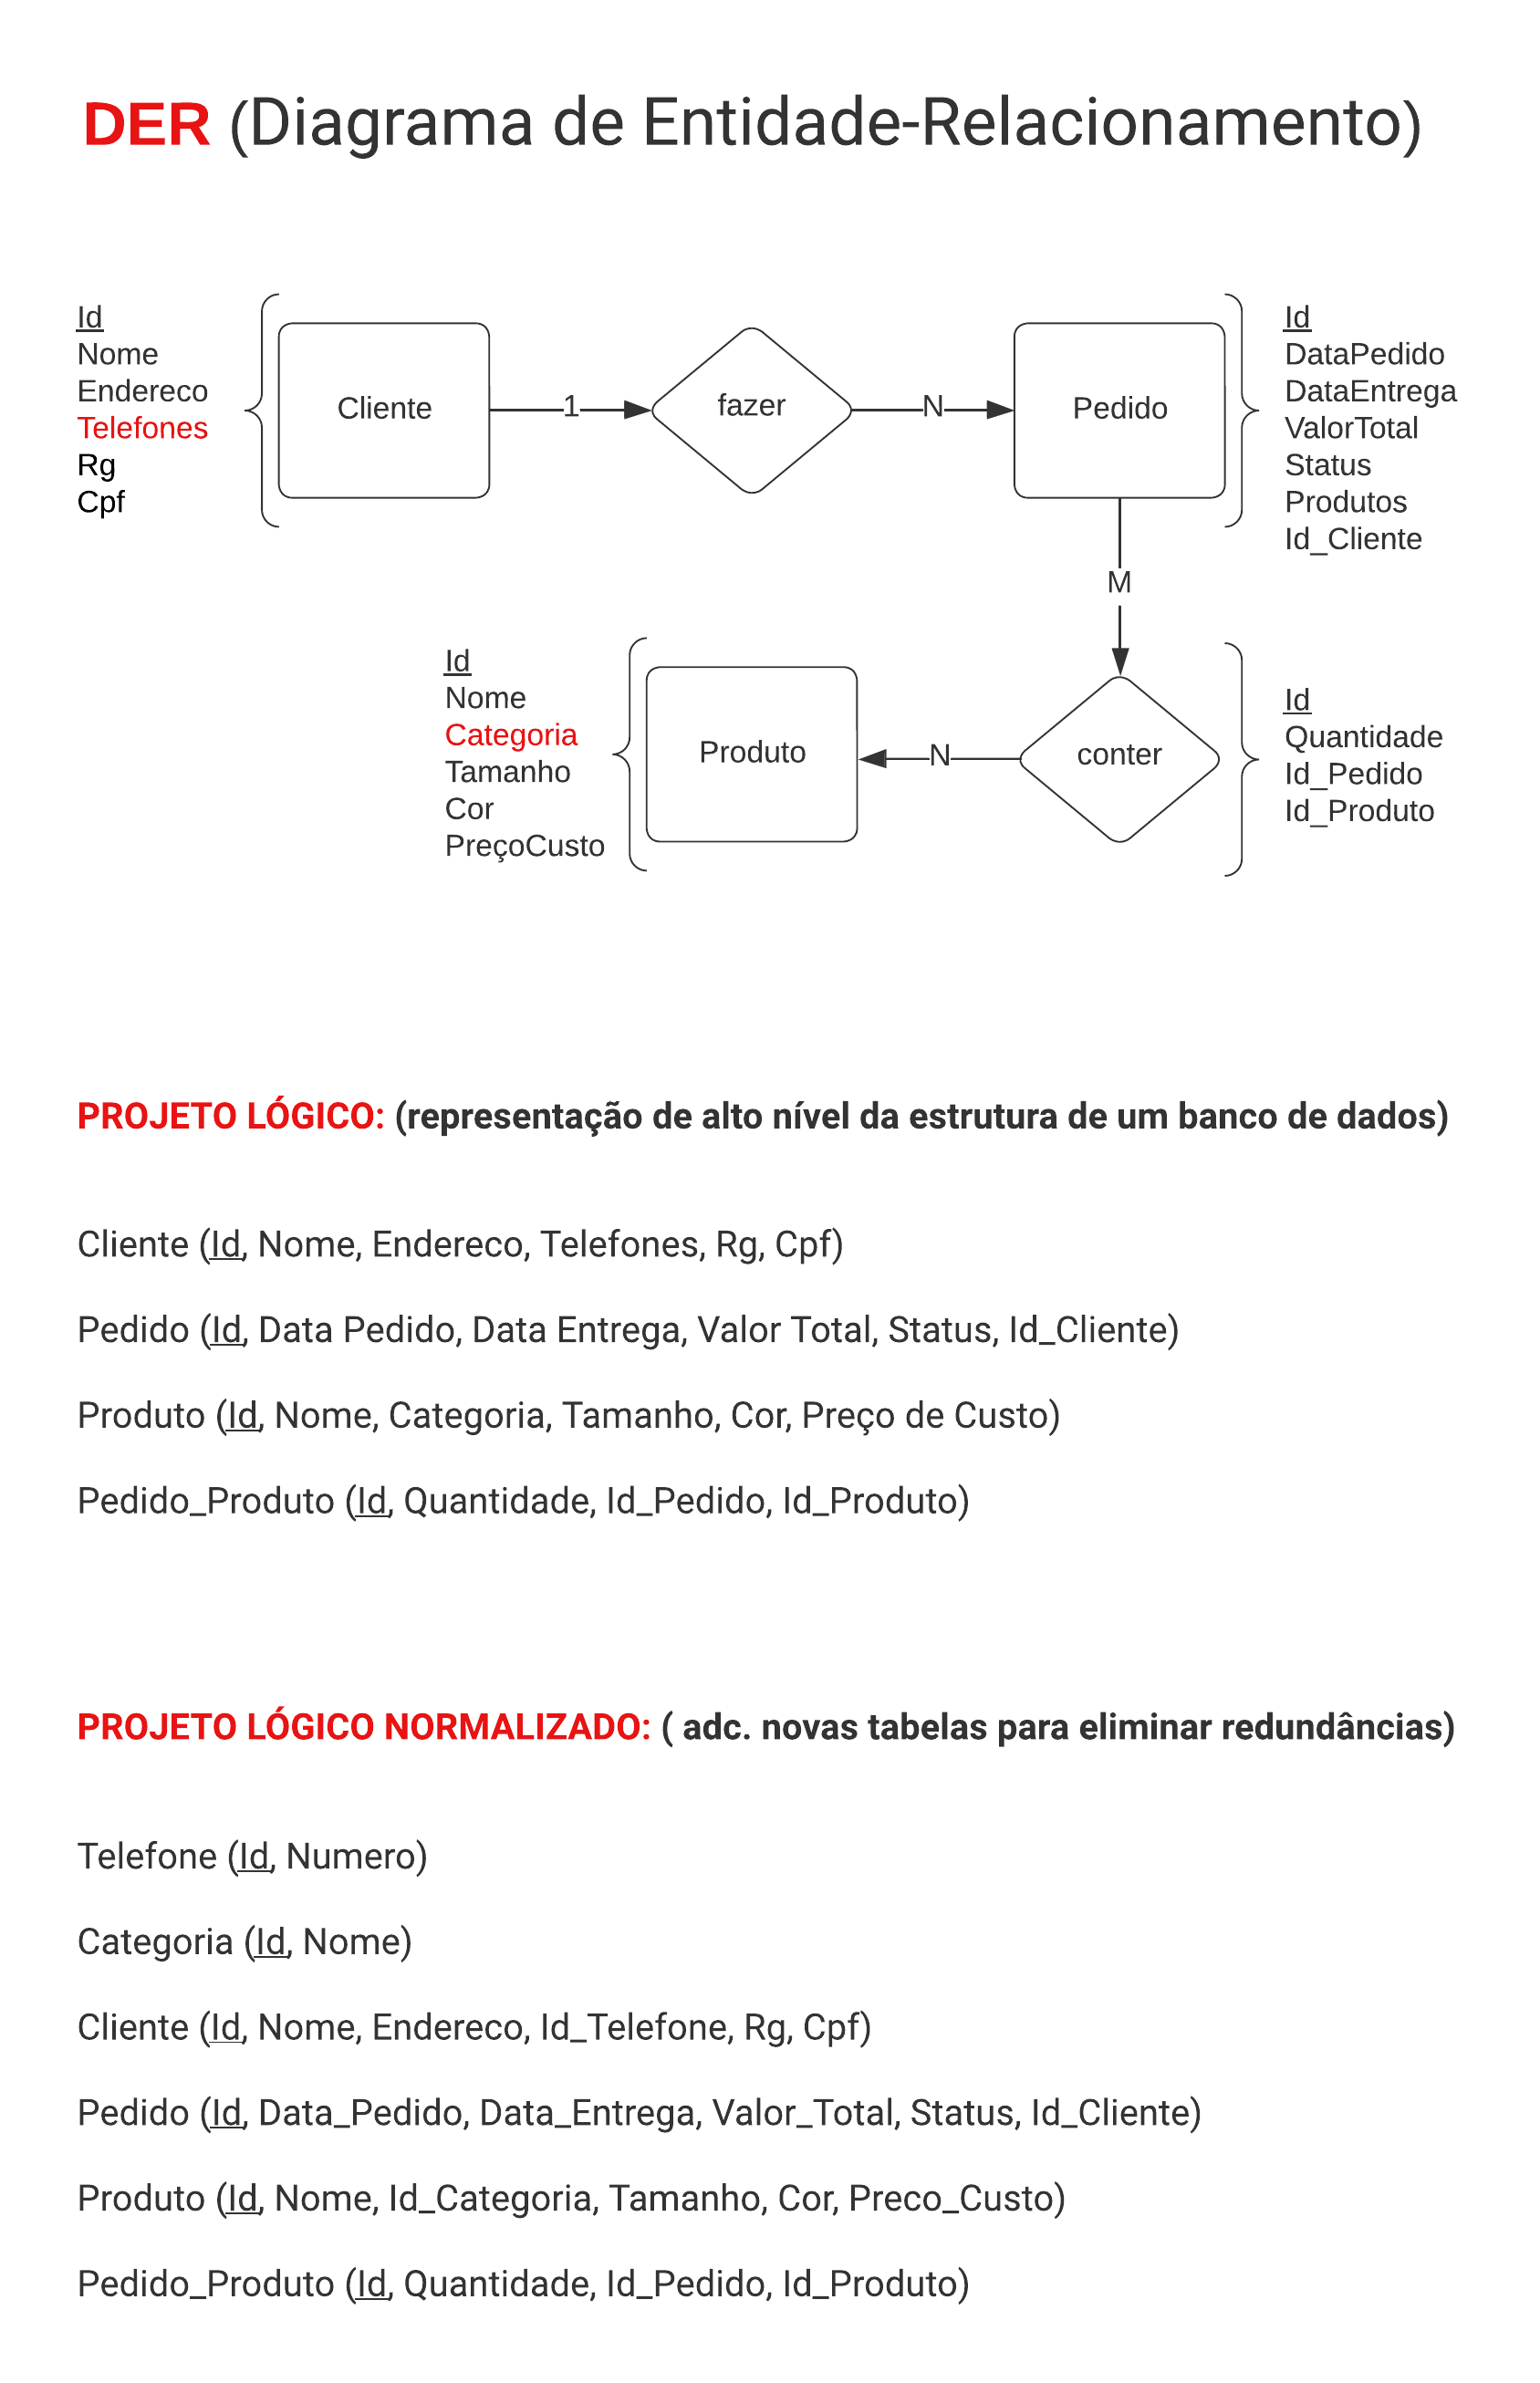 DER (Diagrama de Entidade-Relacionamento)
Id
Nome
Endereco
Telefones
Rg
Cpf
Cliente
1
fazer
N
Pedido
Id
DataPedido
DataEntrega
ValorTotal
Status
Produtos
Id_Cliente
M
Id
Nome
Categoria
Tamanho
Cor
PreçoCusto
Produto
N
conter
Id
Quantidade
Id_Pedido
Id_Produto
PROJETO LÓGICO: (representação de alto nível da estrutura de um banco de dados)
Cliente (Id, Nome, Endereco, Telefones, Rg, Cpf)
Pedido (Id, Data Pedido, Data Entrega, Valor Total, Status, Id_Cliente)
Produto (Id, Nome, Categoria, Tamanho, Cor, Preço de Custo)
Pedido_Produto (Id, Quantidade, Id_Pedido, Id_Produto)
PROJETO LÓGICO NORMALIZADO: ( adc. novas tabelas para eliminar redundâncias)
Telefone (Id, Numero)
Categoria (Id, Nome)
Cliente (Id, Nome, Endereco, Id_Telefone, Rg, Cpf)
Pedido (Id, Data_Pedido, Data_Entrega, Valor_Total, Status, Id_Cliente)
Produto (Id, Nome, Id_Categoria, Tamanho, Cor, Preco_Custo)
Pedido_Produto (Id, Quantidade, Id_Pedido, Id_Produto)